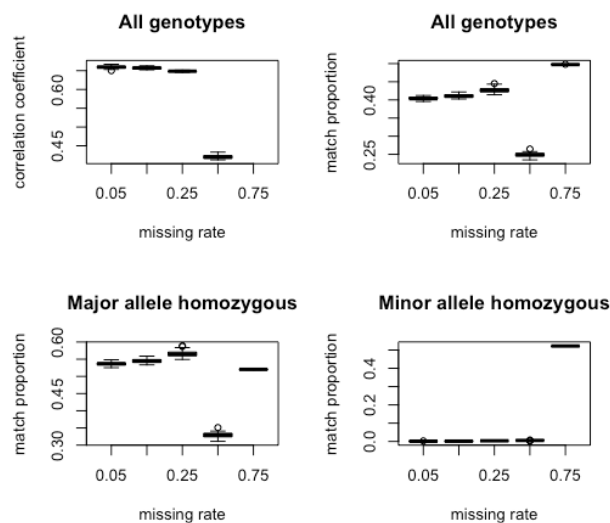 All genotypes
correlation coefficient
0.60
0.45
0.05 0.25 0.75
missing rate
All genotypes
match proportion
0.40
0.25
0.05 0.25 0.75
missing rate
Major allele homozygous
match proportion
0.60
0.45
0.30
0.05 0.25 0.75
missing rate
Minor allele homozygous
match proportion
0.4
0.2
0.0
0.05 0.25 0.75
missing rate